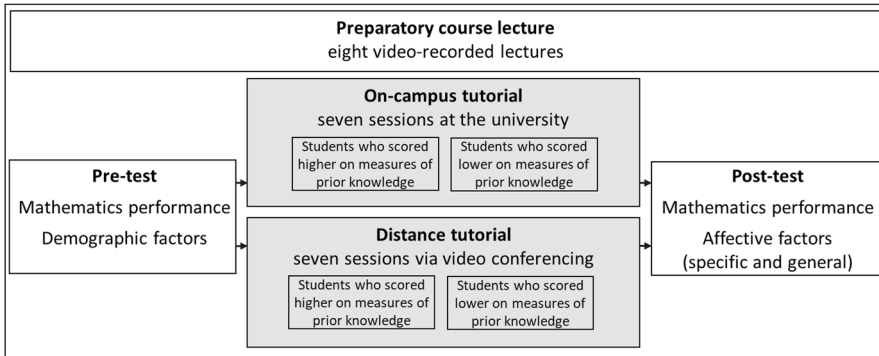 Preparatory course lecture
eight video-recorded lectures
On-campus tutorial
seven sessions at the university
Students who scored
higher on measures of
prior knowledge
Students who scored
lower on measures of
prior knowledge
Pre-test
Mathematics performance
Demographic factors
Distance tutorial
seven sessions via video conferencing
Students who scored
higher on measures of
prior knowledge
Students who scored
lower on measures of
prior knowledge
Post-test
Mathematics performance
Affective factors
(specific and general)